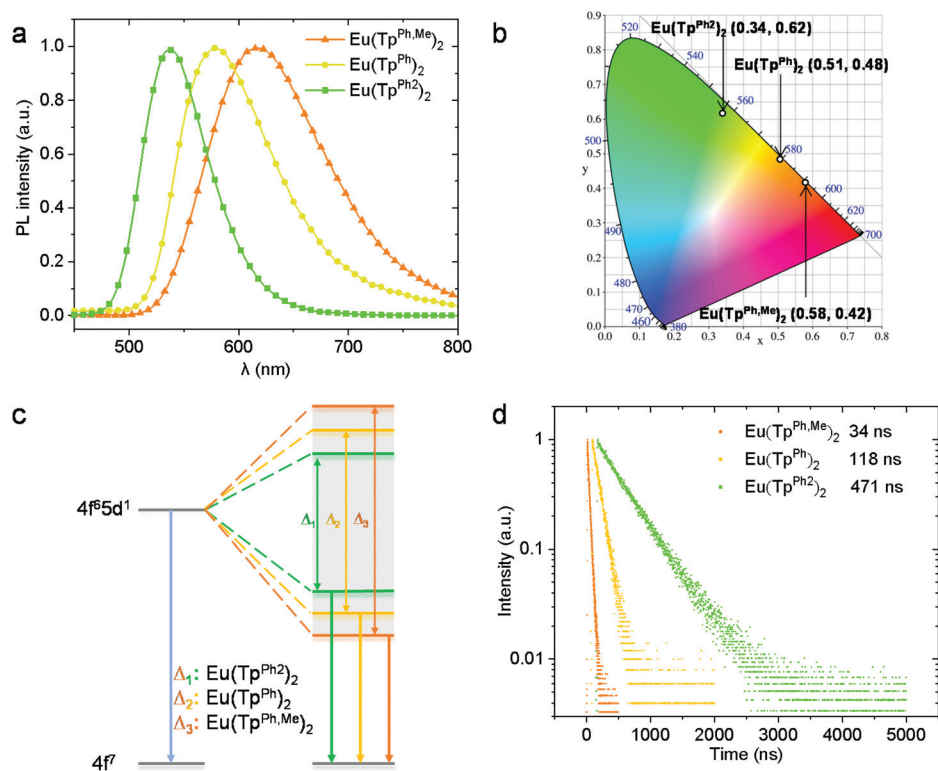 a
Eu(Tp^Ph,Me)₂
Eu(Tp^Ph)₂
Eu(Tp^Ph2)₂
PL intensity (a.u.)
1.0
0.8
0.6
0.4
0.2
0.0
500 600 700 800
λ (nm)
b
Eu(Tp^Ph2)₂ (0.34, 0.62)
Eu(Tp^Ph)₂ (0.51, 0.48)
Eu(Tp^Ph,Me)₂ (0.58, 0.42)
0.9
0.8
0.7
0.6
0.5
y
0.4
0.3
0.2
0.1
0.0
0.0 0.1 0.2 0.3 0.4 0.5 0.6 0.7 0.8
x
520
540
560
580
600
620
700
500
490
480
470
460
380
c
4f⁶5d¹
Δ₁ Δ₂ Δ₃
Δ₁: Eu(Tp^Ph2)₂
Δ₂: Eu(Tp^Ph)₂
Δ₃: Eu(Tp^Ph,Me)₂
4f⁷
d
Eu(Tp^Ph,Me)₂ 34 ns
Eu(Tp^Ph)₂ 118 ns
Eu(Tp^Ph2)₂ 471 ns
Intensity (a.u.)
1
0.1
0.01
0 1000 2000 3000 4000 5000
Time (ns)